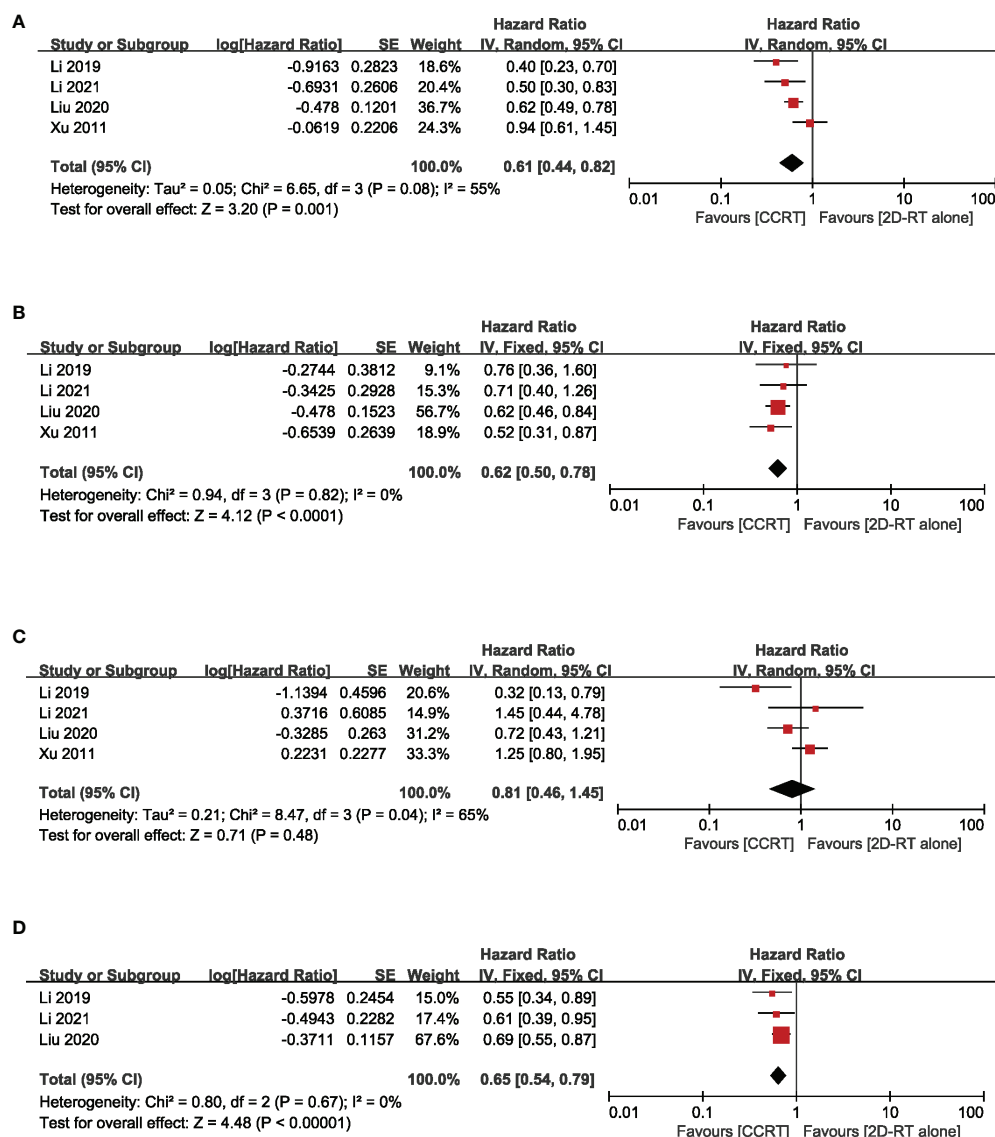 A
Hazard Ratio Hazard Ratio
Study or Subgroup log[Hazard Ratio] SE Weight IV, Random, 95% CI IV, Random, 95% CI
Li 2019 -0.9163 0.2823 18.6% 0.40 [0.23, 0.70]
Li 2021 -0.6931 0.2606 20.4% 0.50 [0.30, 0.83]
Liu 2020 -0.478 0.1201 36.7% 0.62 [0.49, 0.78]
Xu 2011 -0.0619 0.2206 24.3% 0.94 [0.61, 1.45]
Total (95% CI) 100.0% 0.61 [0.44, 0.82]
Heterogeneity: Tau² = 0.05; Chi² = 6.65, df = 3 (P = 0.08); I² = 55%
Test for overall effect: Z = 3.20 (P = 0.001)
0.01 0.1 1 10 100
Favours [CCRT] Favours [2D-RT alone]
B
Hazard Ratio Hazard Ratio
Study or Subgroup log[Hazard Ratio] SE Weight IV, Fixed, 95% CI IV, Fixed, 95% CI
Li 2019 -0.2744 0.3812 9.1% 0.76 [0.36, 1.60]
Li 2021 -0.3425 0.2928 15.3% 0.71 [0.40, 1.26]
Liu 2020 -0.478 0.1523 56.7% 0.62 [0.46, 0.84]
Xu 2011 -0.6539 0.2639 18.9% 0.52 [0.31, 0.87]
Total (95% CI) 100.0% 0.62 [0.50, 0.78]
Heterogeneity: Chi² = 0.94, df = 3 (P = 0.82); I² = 0%
Test for overall effect: Z = 4.12 (P < 0.0001)
0.01 0.1 1 10 100
Favours [CCRT] Favours [2D-RT alone]
C
Hazard Ratio Hazard Ratio
Study or Subgroup log[Hazard Ratio] SE Weight IV, Random, 95% CI IV, Random, 95% CI
Li 2019 -1.1394 0.4596 20.6% 0.32 [0.13, 0.79]
Li 2021 0.3716 0.6085 14.9% 1.45 [0.44, 4.78]
Liu 2020 -0.3285 0.263 31.2% 0.72 [0.43, 1.21]
Xu 2011 0.2231 0.2277 33.3% 1.25 [0.80, 1.95]
Total (95% CI) 100.0% 0.81 [0.46, 1.45]
Heterogeneity: Tau² = 0.21; Chi² = 8.47, df = 3 (P = 0.04); I² = 65%
Test for overall effect: Z = 0.71 (P = 0.48)
0.01 0.1 1 10 100
Favours [CCRT] Favours [2D-RT alone]
D
Hazard Ratio Hazard Ratio
Study or Subgroup log[Hazard Ratio] SE Weight IV, Fixed, 95% CI IV, Fixed, 95% CI
Li 2019 -0.5978 0.2454 15.0% 0.55 [0.34, 0.89]
Li 2021 -0.4943 0.2282 17.4% 0.61 [0.39, 0.95]
Liu 2020 -0.3711 0.1157 67.6% 0.69 [0.55, 0.87]
Total (95% CI) 100.0% 0.65 [0.54, 0.79]
Heterogeneity: Chi² = 0.80, df = 2 (P = 0.67); I² = 0%
Test for overall effect: Z = 4.48 (P < 0.00001)
0.01 0.1 1 10 100
Favours [CCRT] Favours [2D-RT alone]